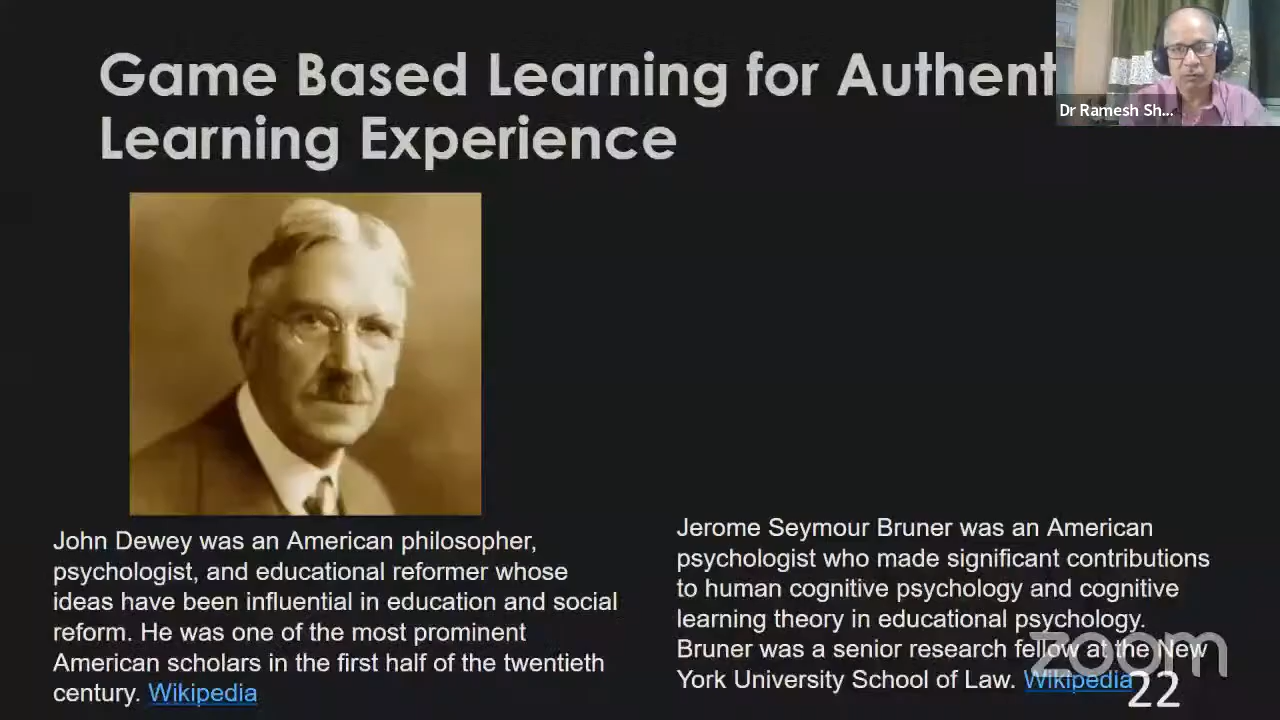 Game Based Learning for Authent
Learning Experience
Dr Ramesh Sh...
John Dewey was an American philosopher,
psychologist, and educational reformer whose
ideas have been influential in education and social
reform. He was one of the most prominent
American scholars in the first half of the twentieth
century. Wikipedia
Jerome Seymour Bruner was an American
psychologist who made significant contributions
to human cognitive psychology and cognitive
learning theory in educational psychology.
Bruner was a senior research fellow at the New
York University School of Law. Wikipedia
zoom
22